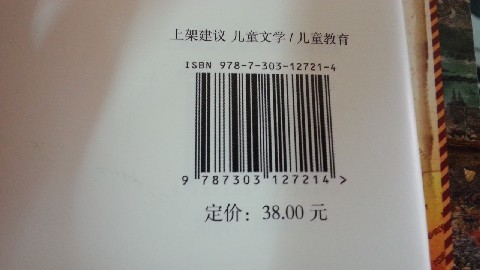 上架建议 儿童文学/儿童教育
ISBN 978-7-303-12721-4
9 787303 127214 >
定价：38.00 元